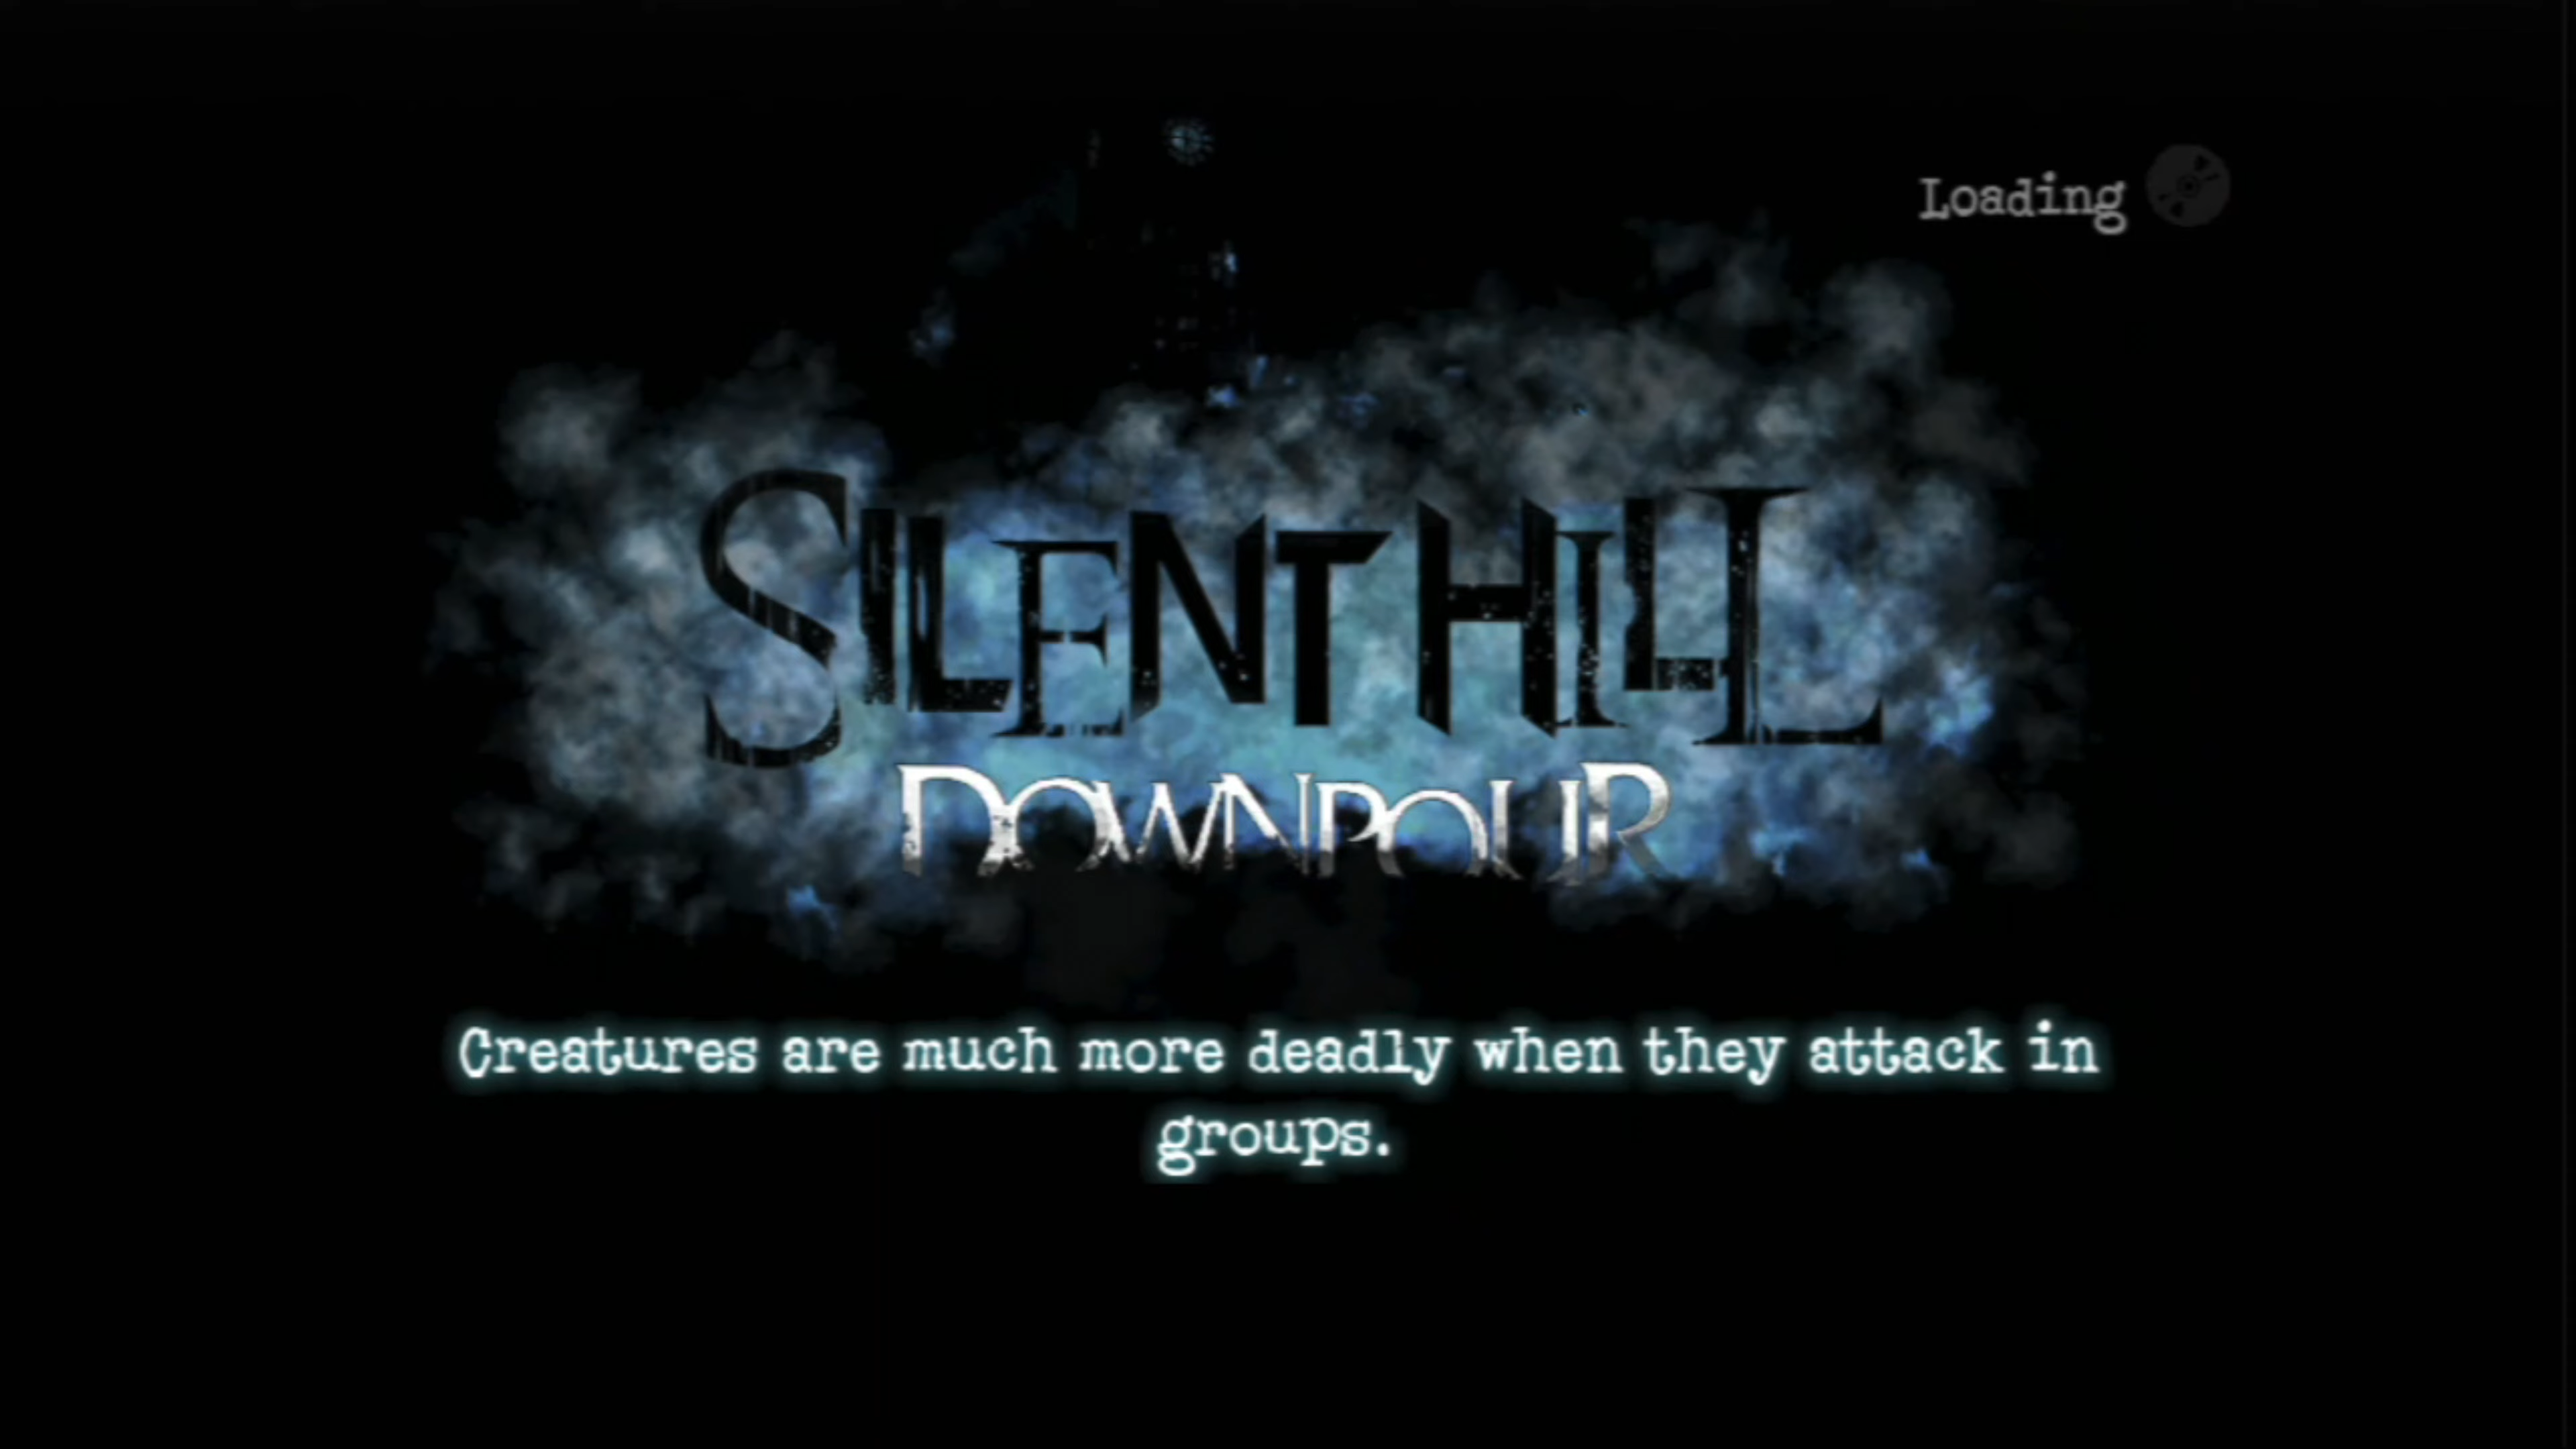 Loading
SILENT HILL
DOWNPOUR
Creatures are much more deadly when they attack in
groups.